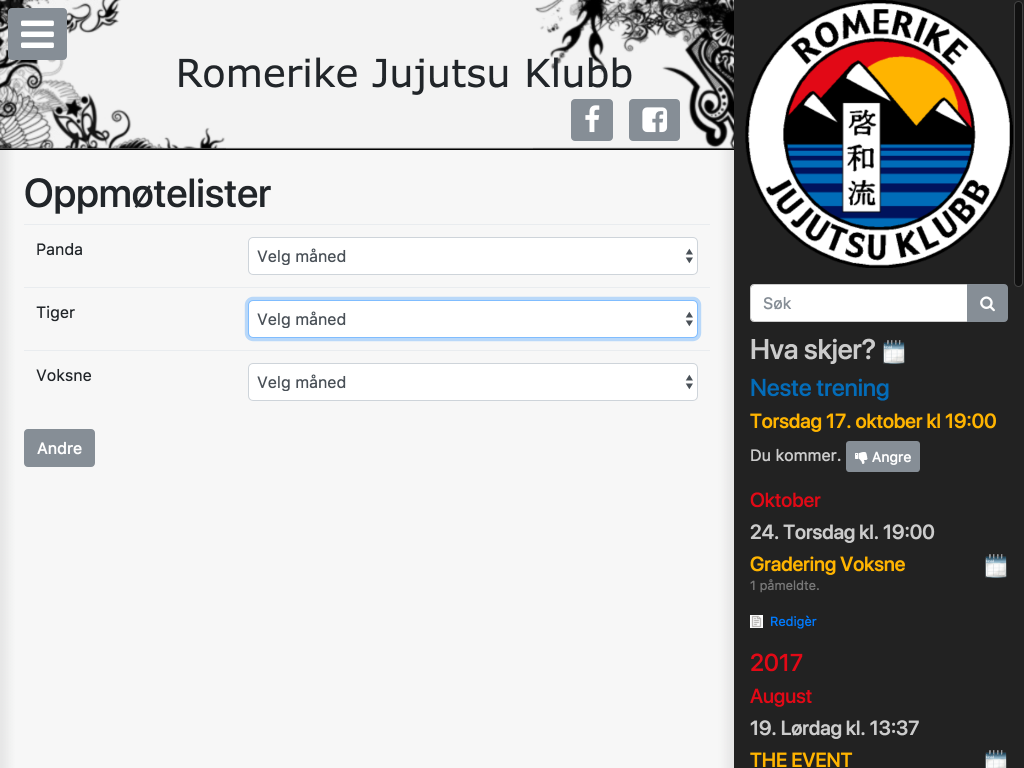 Romerike Jujutsu Klubb
Oppmøtelister
Panda
Velg måned
Tiger
Velg måned
Voksne
Velg måned
Andre
ROMERIKE
啓和流
JUJUTSU KLUBB
Søk
Hva skjer?
Neste trening
Torsdag 17. oktober kl 19:00
Du kommer. Angre
Oktober
24. Torsdag kl. 19:00
Gradering Voksne
1 påmeldte.
Redigèr
2017
August
19. Lørdag kl. 13:37
THE EVENT